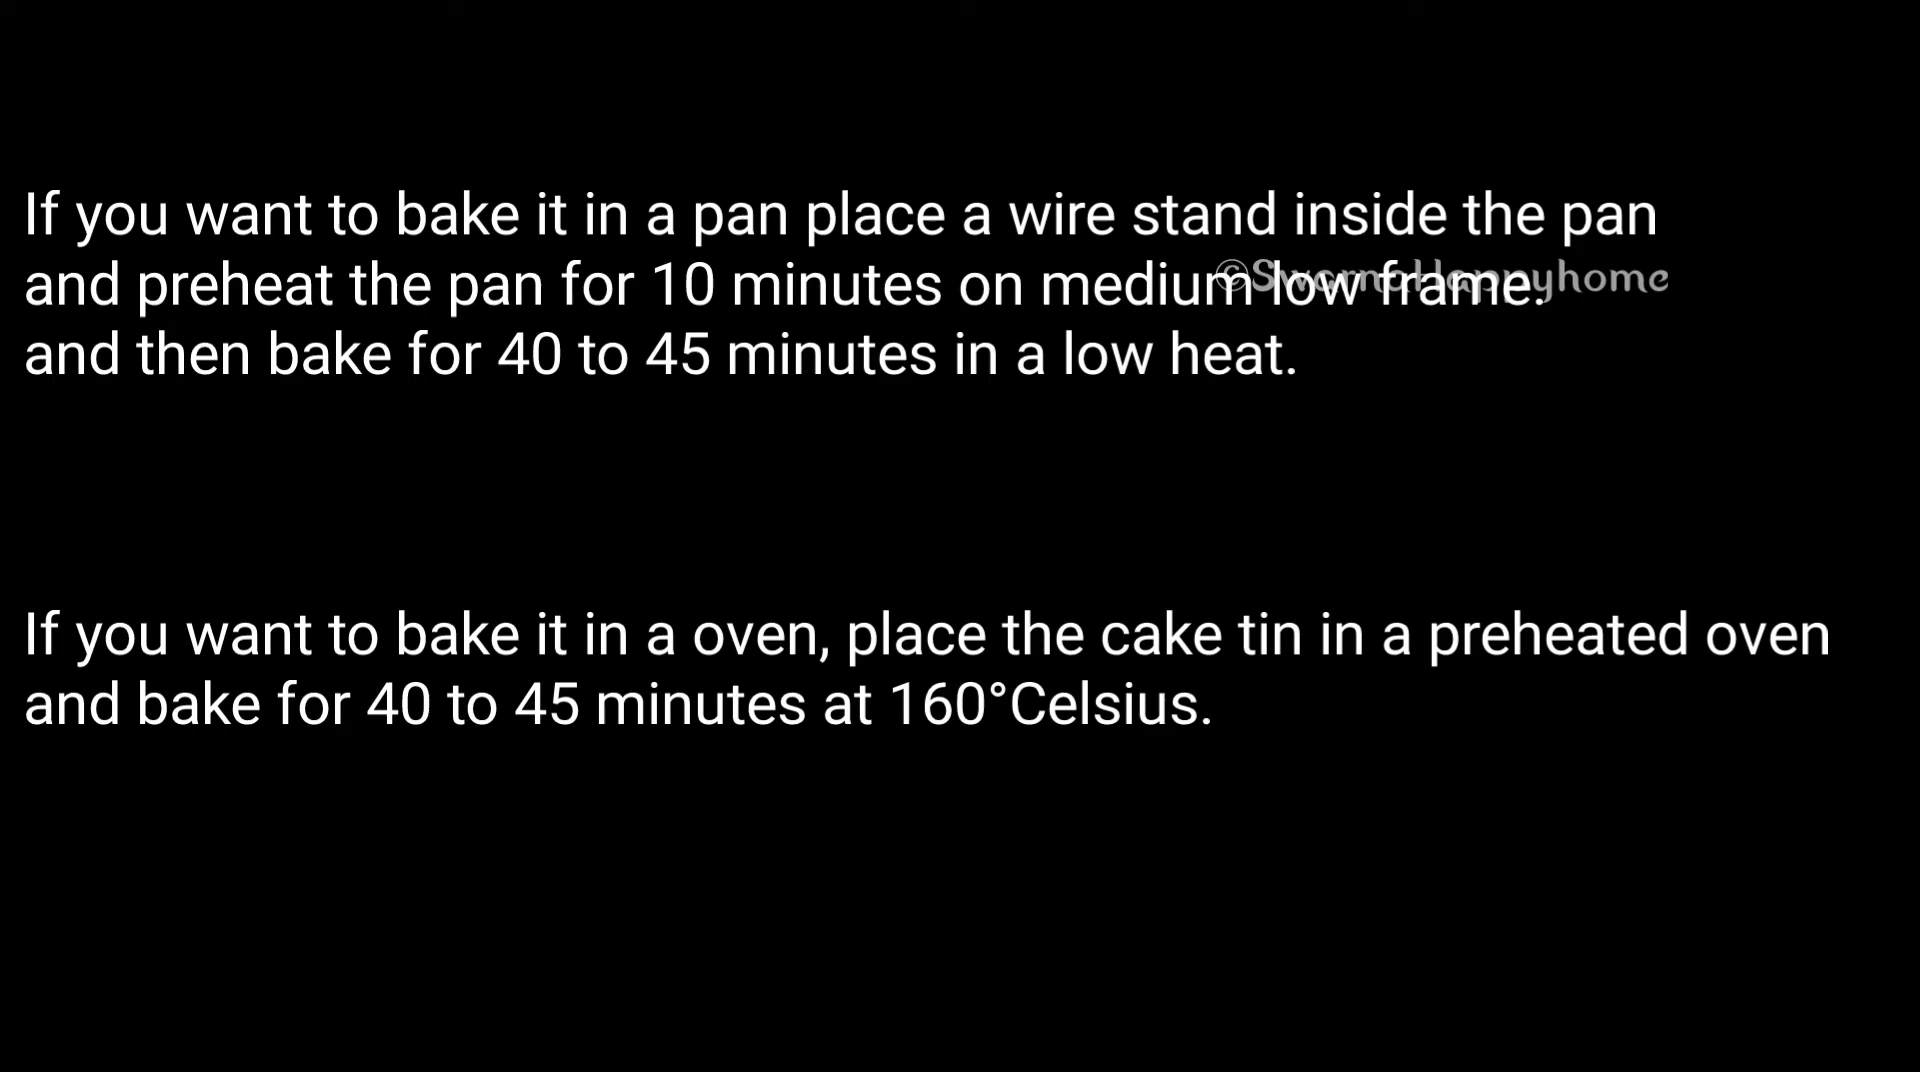 If you want to bake it in a pan place a wire stand inside the pan
and preheat the pan for 10 minutes on medium low frame.
©SwarnaHappyhome
and then bake for 40 to 45 minutes in a low heat.
If you want to bake it in a oven, place the cake tin in a preheated oven
and bake for 40 to 45 minutes at 160°Celsius.